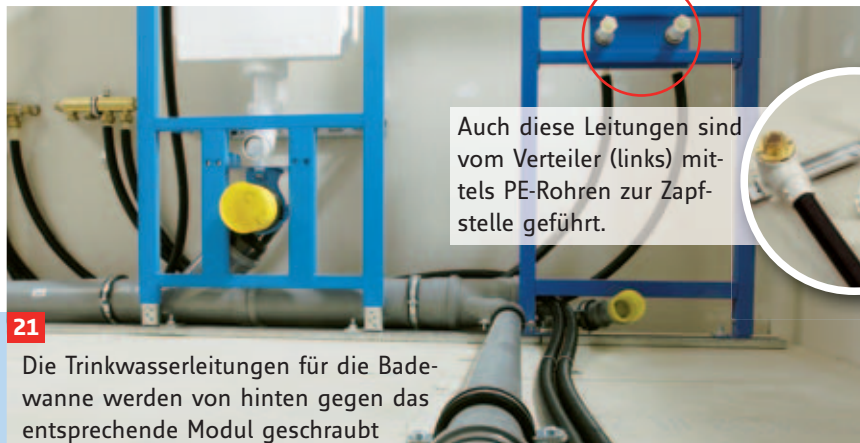 Auch diese Leitungen sind
vom Verteiler (links) mit-
tels PE-Rohren zur Zapf-
stelle geführt.
21
Die Trinkwasserleitungen für die Bade-
wanne werden von hinten gegen das
entsprechende Modul geschraubt